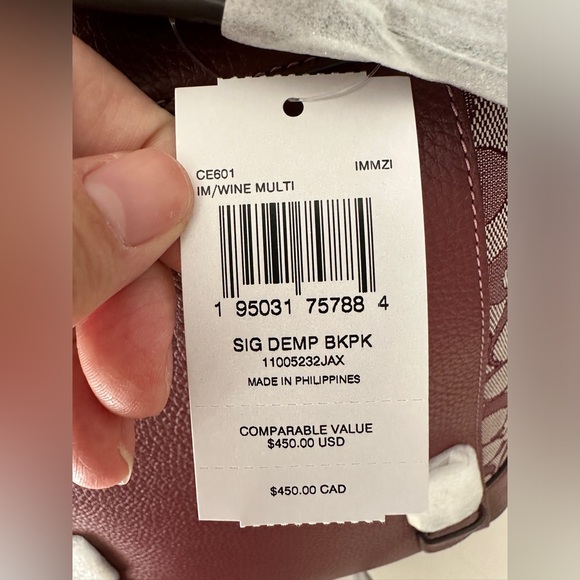 CE601 IMMZI
IM/WINE MULTI
1 95031 75788 4
SIG DEMP BKPK
11005232JAX
MADE IN PHILIPPINES
COMPARABLE VALUE
$450.00 USD
$450.00 CAD